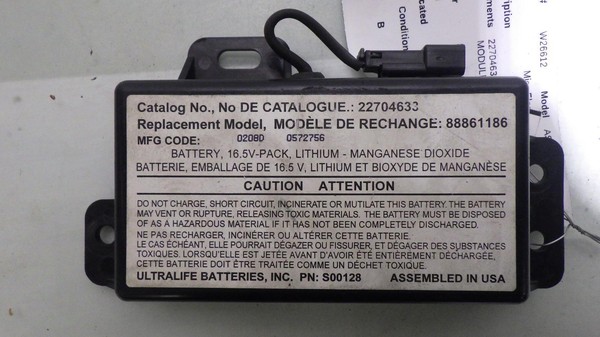 Catalog No., No DE CATALOGUE.: 22704633
Replacement Model, MODÈLE DE RECHANGE: 88861186
MFG CODE: 0208D 0572756
BATTERY, 16.5V-PACK, LITHIUM - MANGANESE DIOXIDE
BATTERIE, EMBALLAGE DE 16.5 V, LITHIUM ET BIOXYDE DE MANGANÈSE
CAUTION ATTENTION
DO NOT CHARGE, SHORT CIRCUIT, INCINERATE OR MUTILATE THIS BATTERY. THE BATTERY
MAY VENT OR RUPTURE, RELEASING TOXIC MATERIALS. THE BATTERY MUST BE DISPOSED
OF AS A HAZARDOUS MATERIAL IF IT HAS NOT BEEN COMPLETELY DISCHARGED.
NE PAS RECHARGER, INCINÉRER OU ALTÉRER CETTE BATTERIE.
LE CAS ÉCHÉANT, ELLE POURRAIT DÉGAZER OU FISSURER, ET DÉGAGER DES SUBSTANCES
TOXIQUES. LORSQU'ELLE EST JETÉE AVANT D'AVOIR ÉTÉ ENTIÈREMENT DÉCHARGÉE,
CETTE BATTERIE DOIT ÊTRE TRAITÉE COMME UN DÉCHET TOXIQUE.
ULTRALIFE BATTERIES, INC. PN: S00128 ASSEMBLED IN USA
W26612 Model
Condition
B